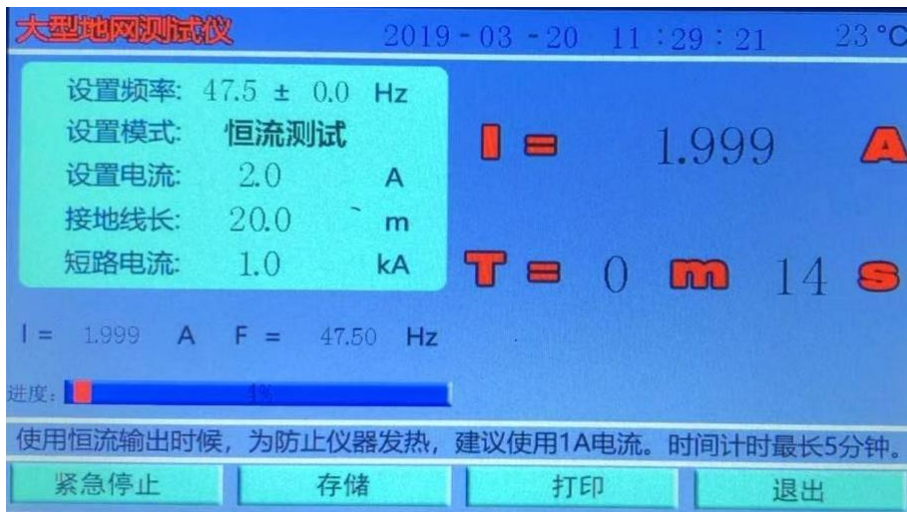 大型地网测试仪 2019-03-20 11:29:21 23℃
设置频率: 47.5 ± 0.0 Hz
设置模式: 恒流测试
设置电流: 2.0 A
接地线长: 20.0 m
短路电流: 1.0 kA
I = 1.999 A
T = 0 m 14 s
I = 1.999 A F = 47.50 Hz
进度: 4%
使用恒流输出时候，为防止仪器发热，建议使用1A电流。时间计时最长5分钟。
紧急停止 存储 打印 退出